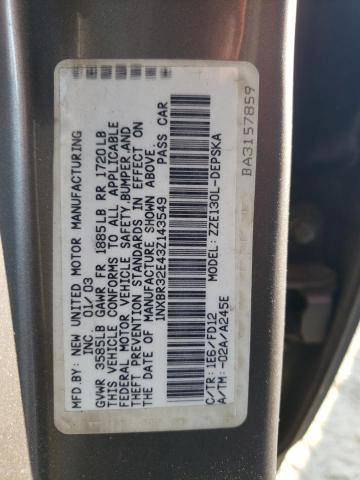 MFD.BY: NEW UNITED MOTOR MANUFACTURING
INC. 01/03
GVWR 3585LB GAWR FR 1885LB RR 1720LB
THIS VEHICLE CONFORMS TO ALL APPLICABLE
FEDERAL MOTOR VEHICLE SAFETY,BUMPER,AND
THEFT PREVENTION STANDARDS IN EFFECT ON
THE DATE OF MANUFACTURE SHOWN ABOVE.
1NXBR32E43Z143549 PASS CAR
C/TR:1E6/FD12 MODEL:ZZE130L-DEPSKA
A/TM:-02A/A245E
BA3157859